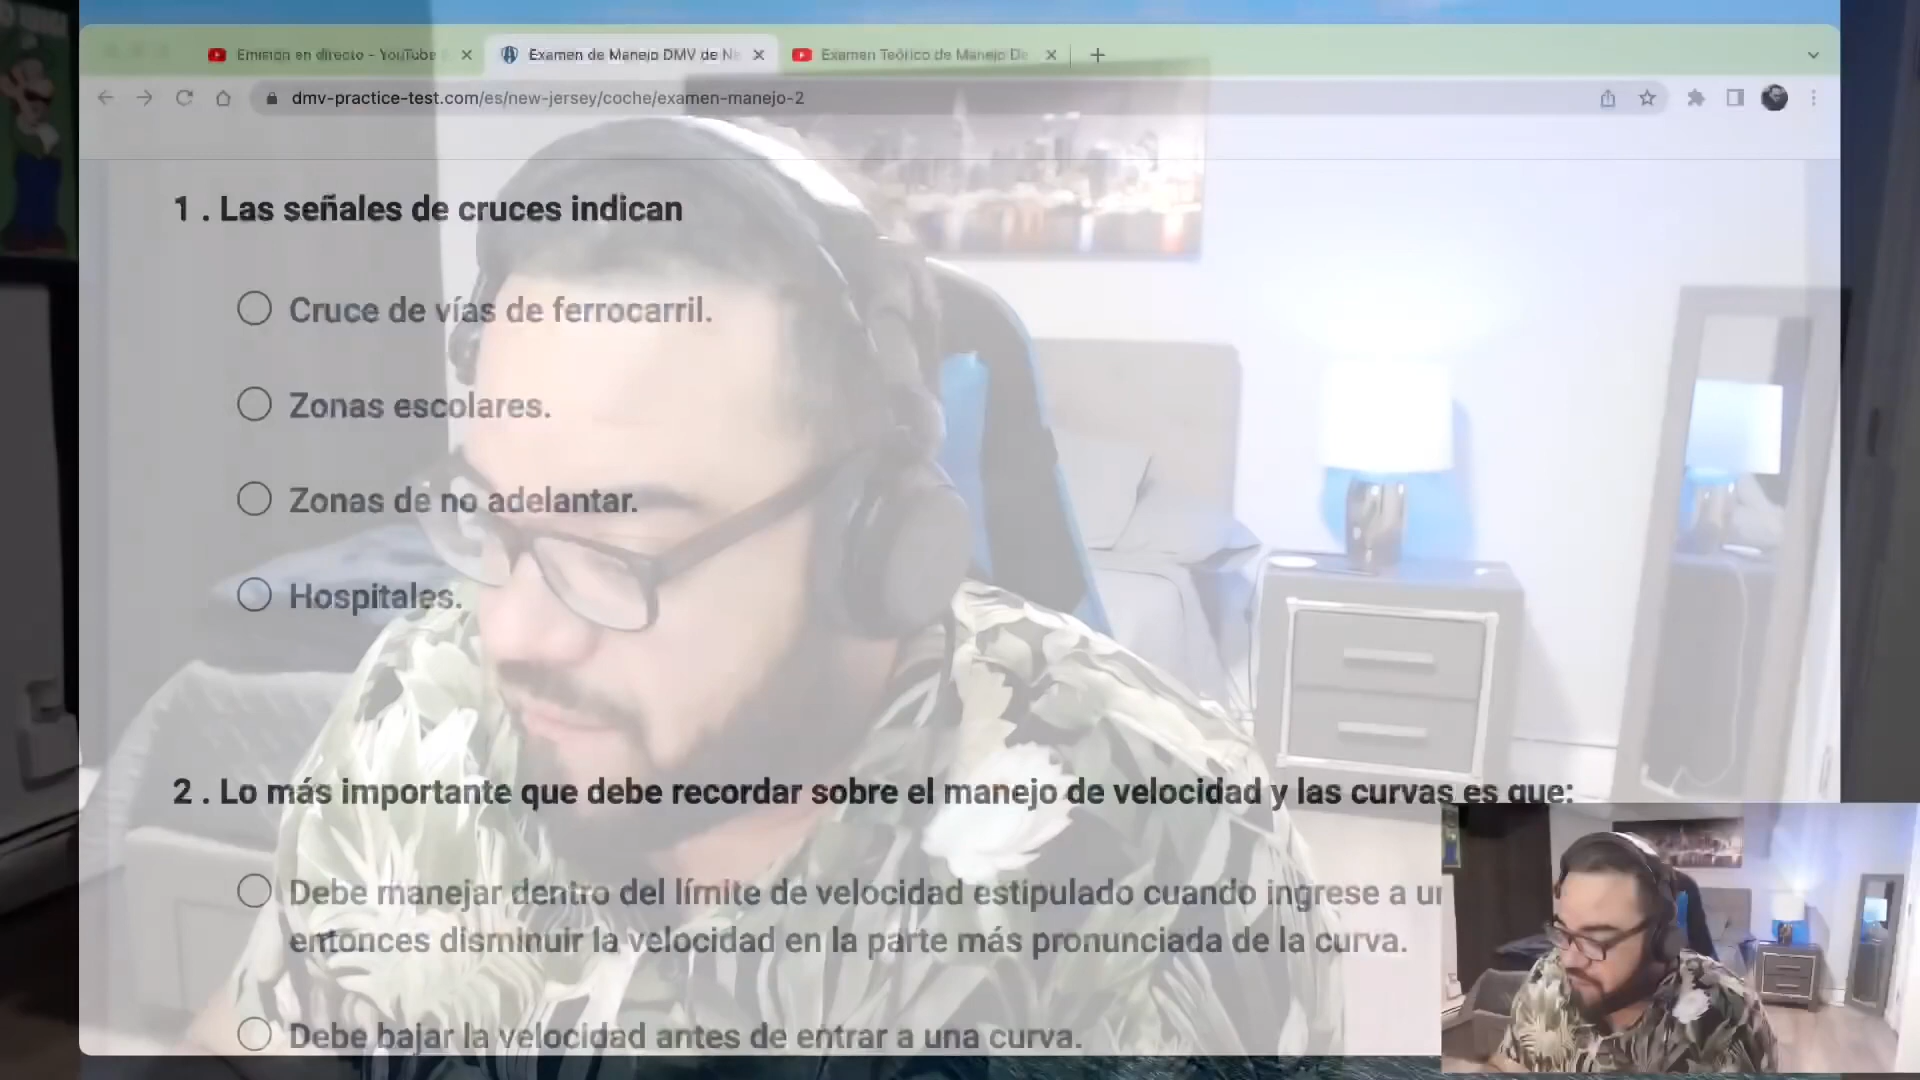 Emisión en directo - YouTube
Examen de Manejo DMV de Ne
Examen Teórico de Manejo De
dmv-practice-test.com/es/new-jersey/coche/examen-manejo-2
1 . Las señales de cruces indican
Cruce de vías de ferrocarril.
Zonas escolares.
Zonas de no adelantar.
Hospitales.
2 . Lo más importante que debe recordar sobre el manejo de velocidad y las curvas es que:
Debe manejar dentro del límite de velocidad estipulado cuando ingrese a
entonces disminuir la velocidad en la parte más pronunciada de la curva.
Debe bajar la velocidad antes de entrar a una curva.